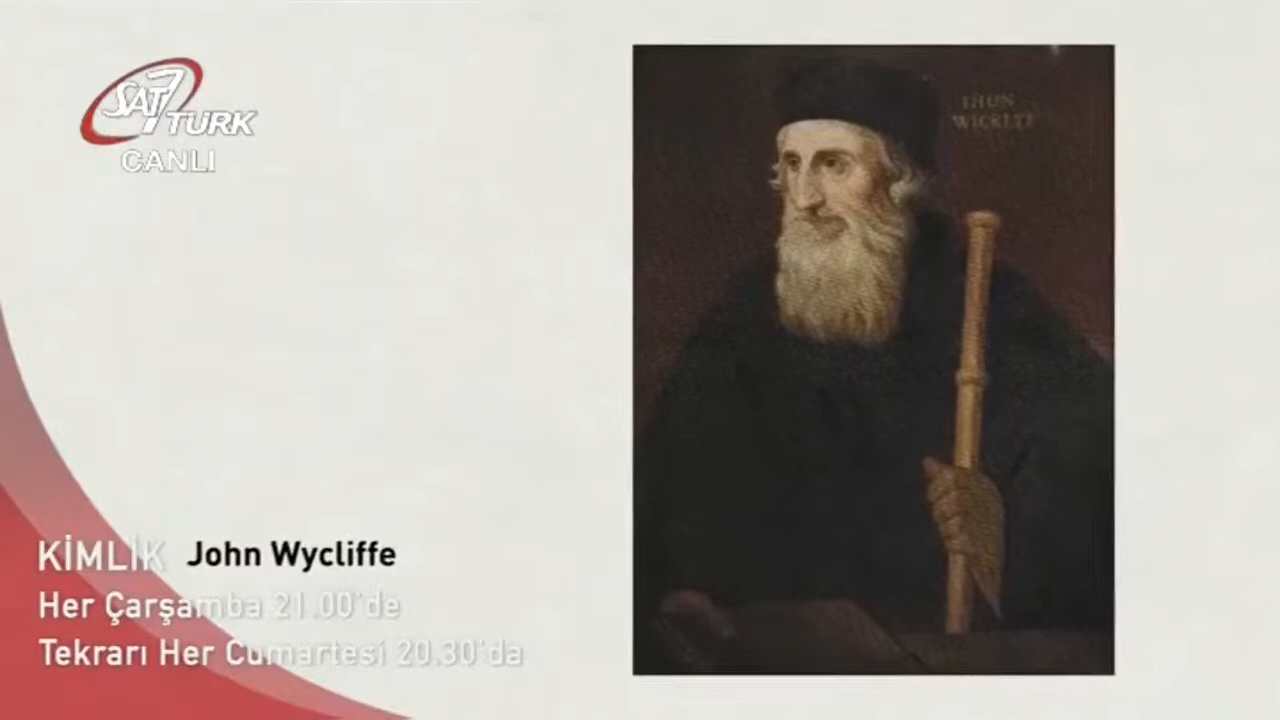 SAT7 TURK
CANLI
IHON
WICKLIF
KİMLİK John Wycliffe
Her Çarşamba 21.00'de
Tekrarı Her Cumartesi 20.30'da